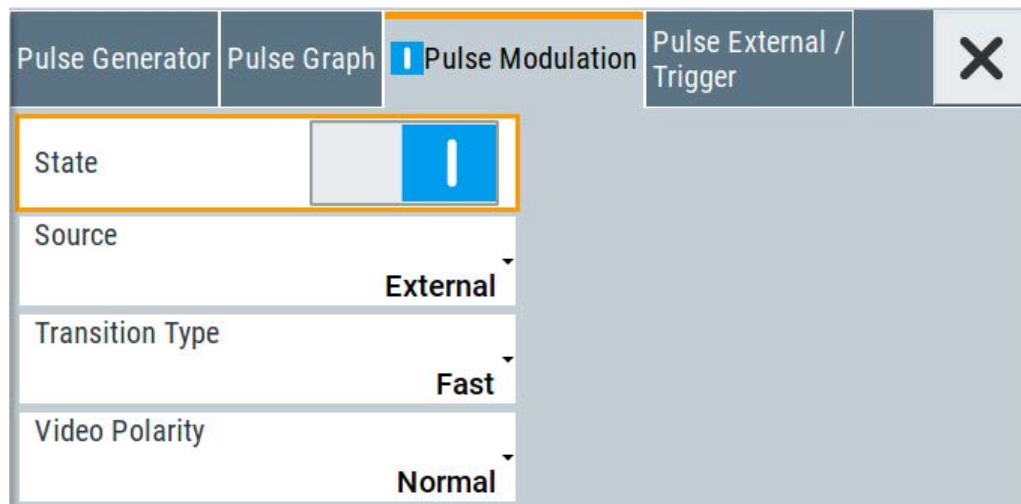 Pulse Generator
Pulse Graph
Pulse Modulation
Pulse External /
Trigger
State
Source
External
Transition Type
Fast
Video Polarity
Normal